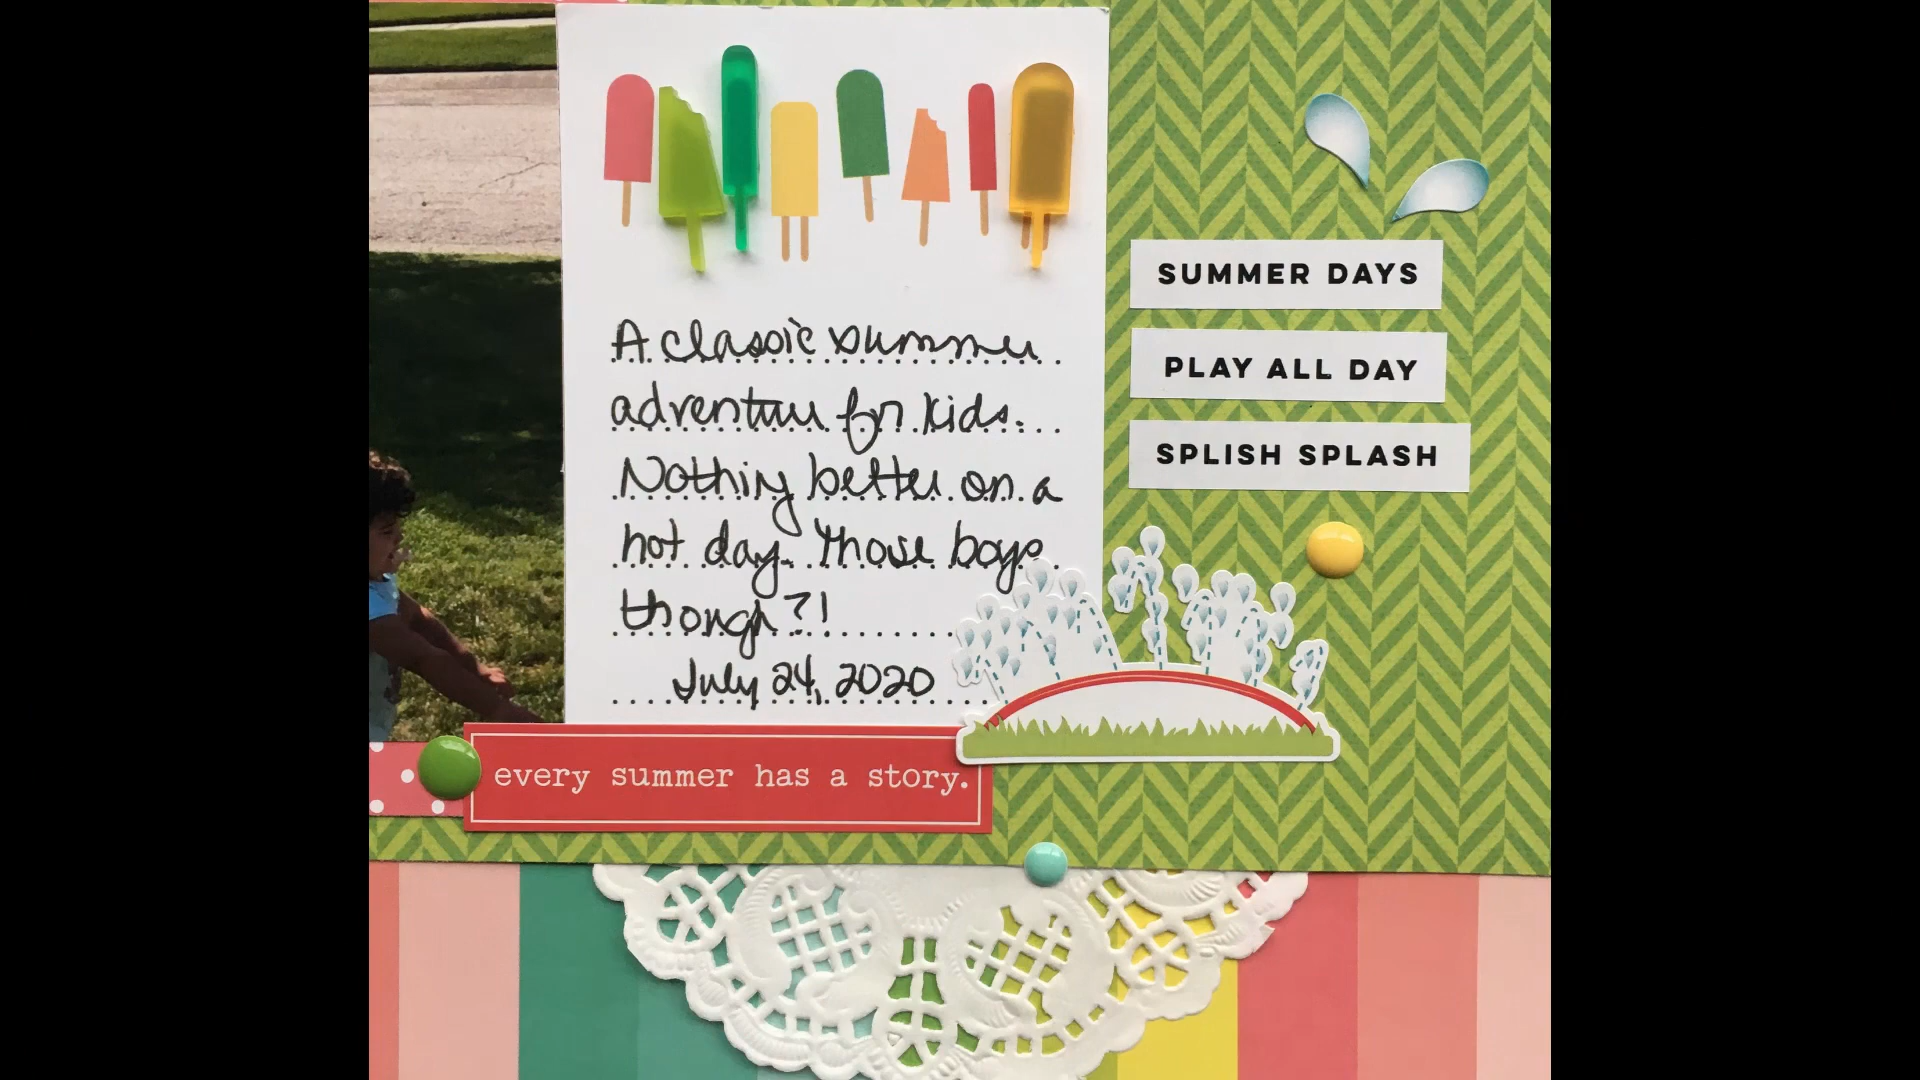 A classic summer
adventure for kids.
Nothing better on a
hot day. Those boys
though?!
July 24, 2020
SUMMER DAYS
PLAY ALL DAY
SPLISH SPLASH
every summer has a story.